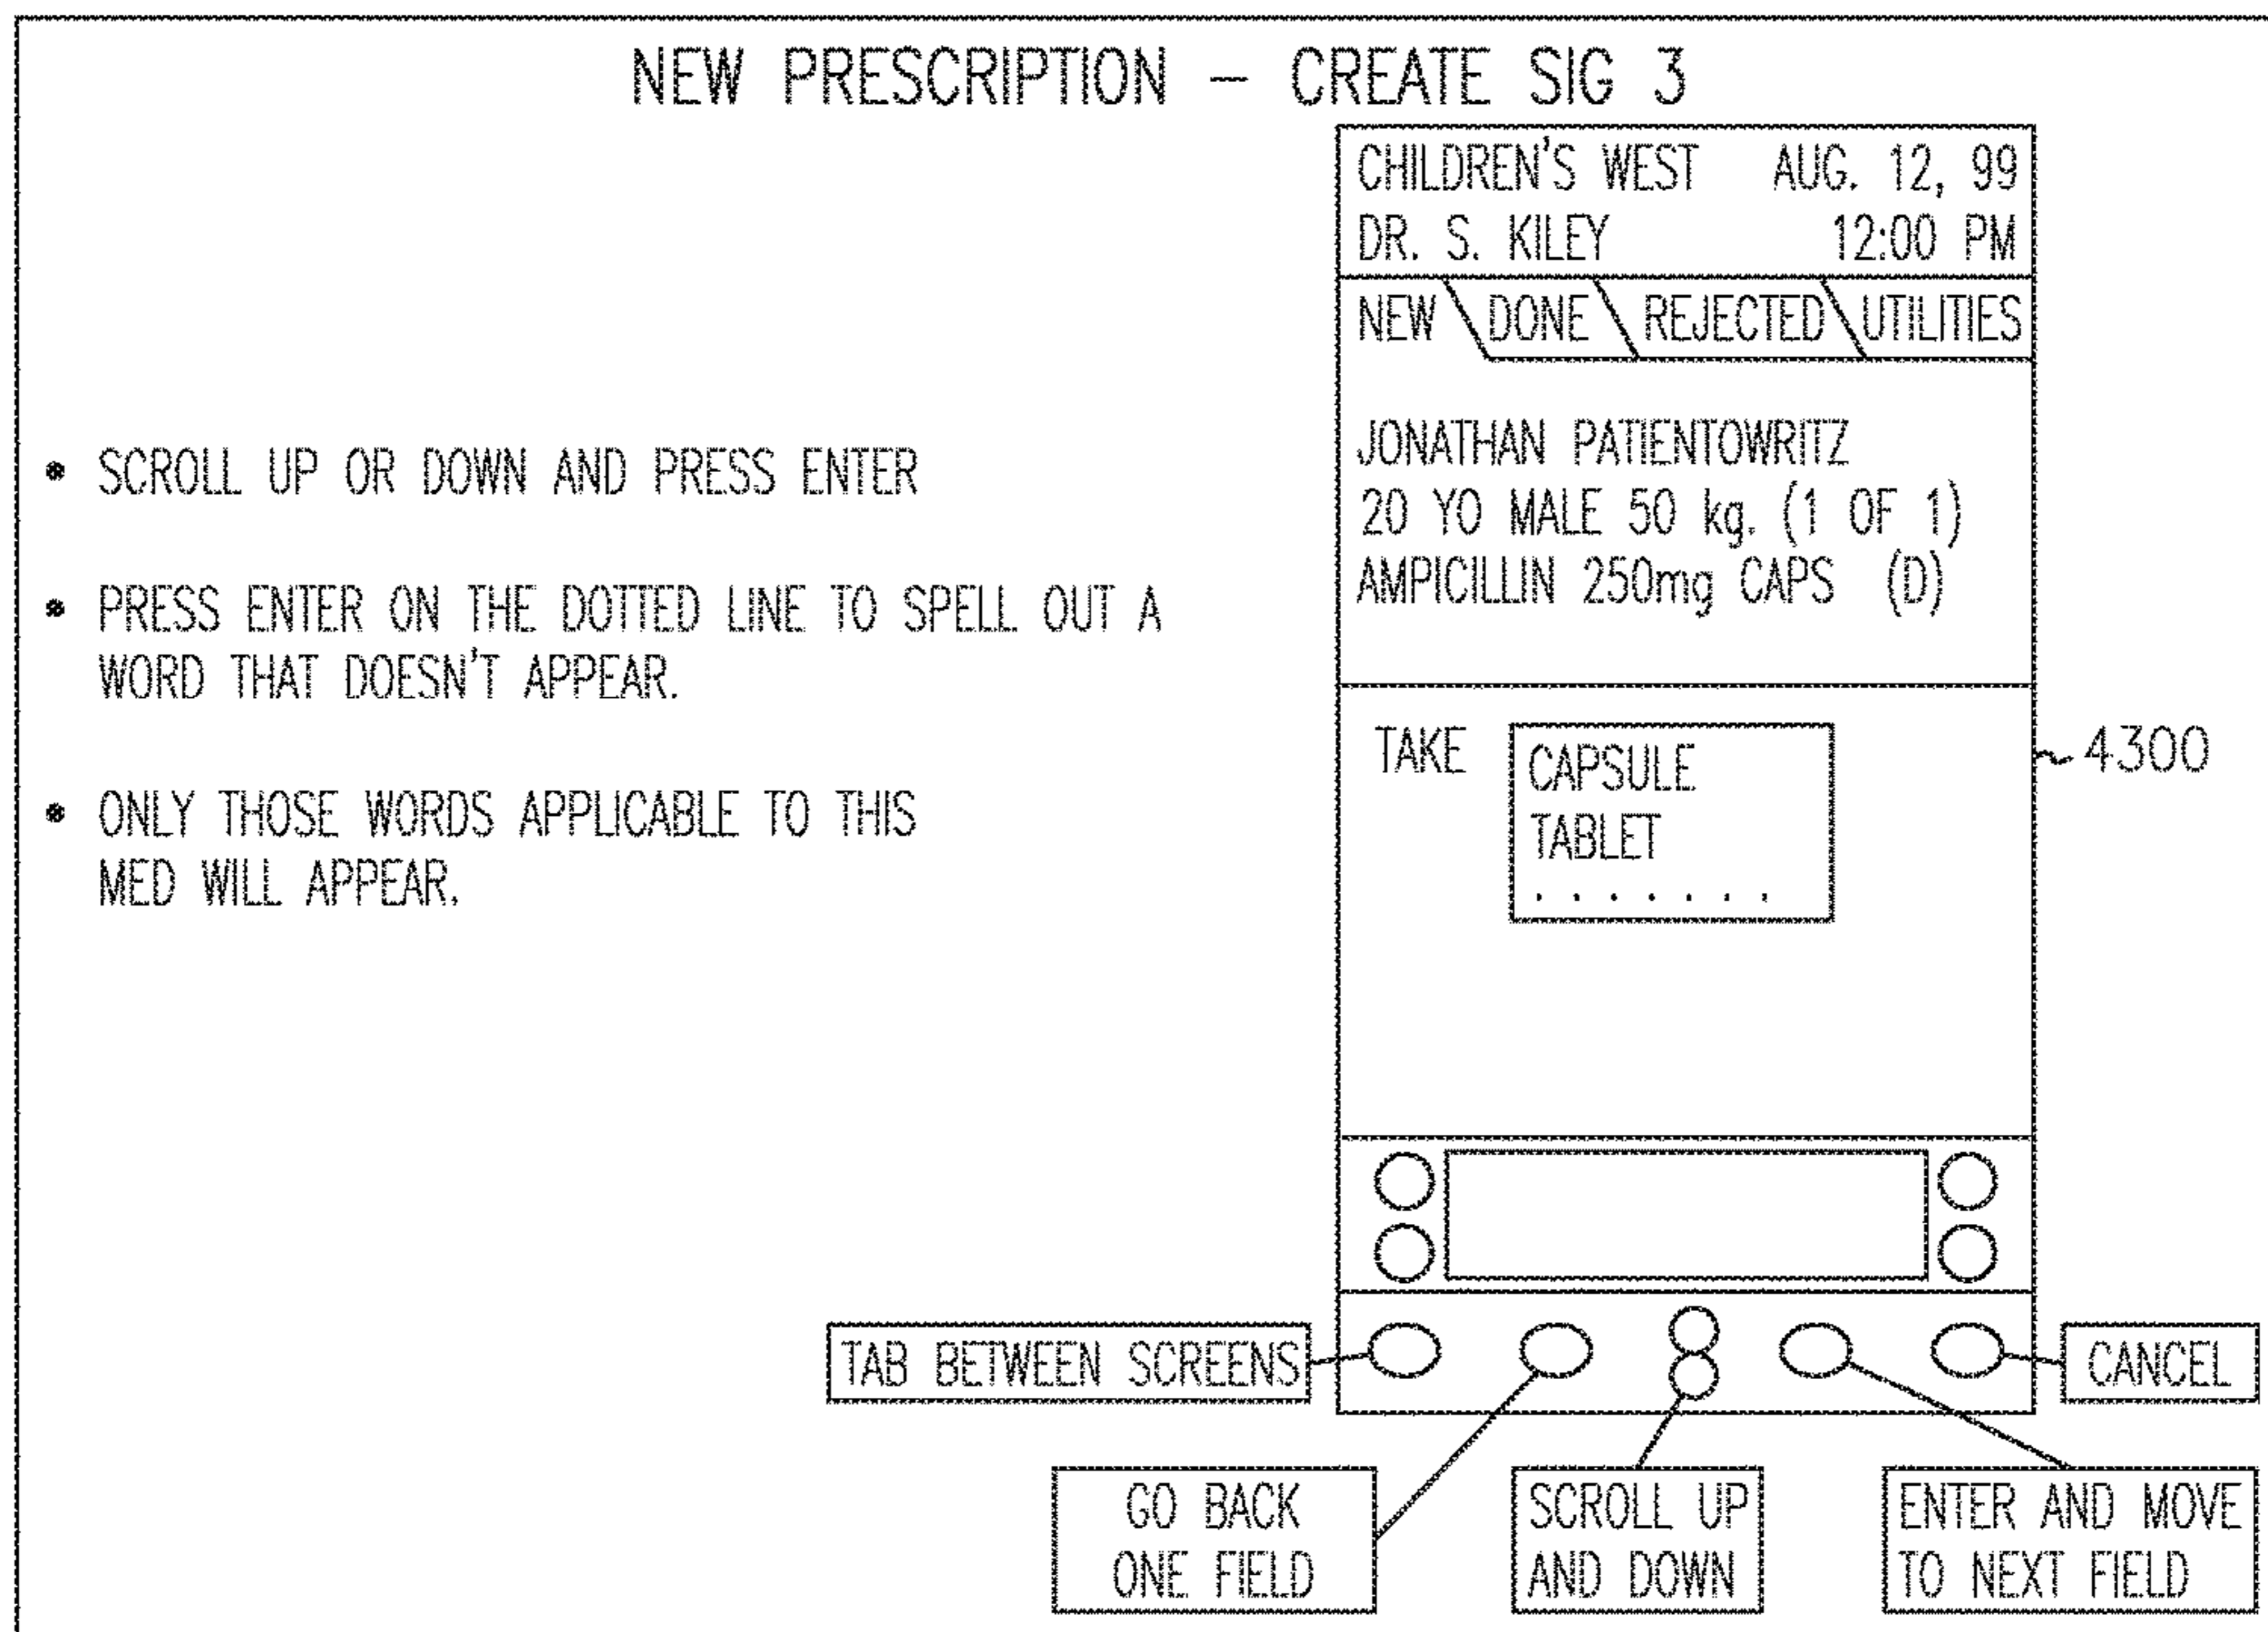 NEW PRESCRIPTION – CREATE SIG 3
• SCROLL UP OR DOWN AND PRESS ENTER
• PRESS ENTER ON THE DOTTED LINE TO SPELL OUT A
WORD THAT DOESN'T APPEAR.
• ONLY THOSE WORDS APPLICABLE TO THIS
MED WILL APPEAR.
CHILDREN'S WEST AUG. 12, 99
DR. S. KILEY 12:00 PM
NEW DONE REJECTED UTILITIES
JONATHAN PATIENTOWRITZ
20 YO MALE 50 kg. (1 OF 1)
AMPICILLIN 250mg CAPS (D)
TAKE CAPSULE
TABLET
. . . . . . .
4300
TAB BETWEEN SCREENS
CANCEL
GO BACK
ONE FIELD
SCROLL UP
AND DOWN
ENTER AND MOVE
TO NEXT FIELD